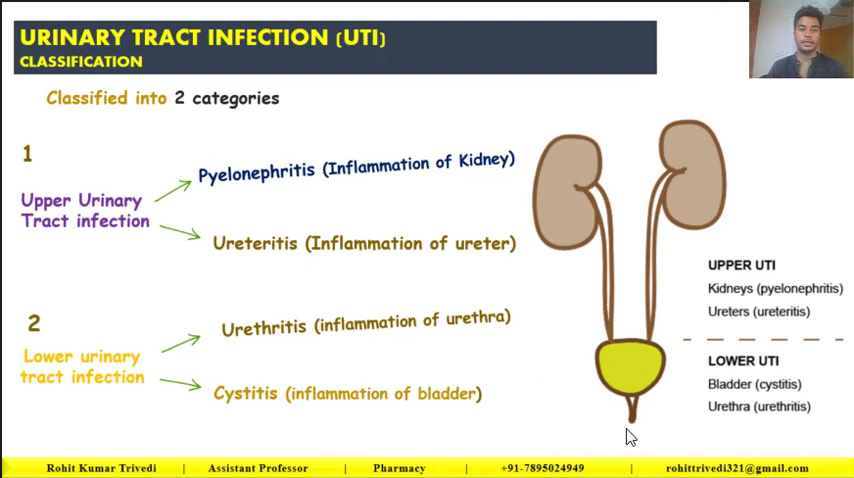 URINARY TRACT INFECTION (UTI)
CLASSIFICATION
Classified into 2 categories
1
Upper Urinary
Tract infection
Pyelonephritis (Inflammation of Kidney)
Ureteritis (Inflammation of ureter)
2
Lower urinary
tract infection
Urethritis (inflammation of urethra)
Cystitis (inflammation of bladder)
UPPER UTI
Kidneys (pyelonephritis)
Ureters (ureteritis)
LOWER UTI
Bladder (cystitis)
Urethra (urethritis)
Rohit Kumar Trivedi | Assistant Professor | Pharmacy | +91-7895024949 | rohittrivedi321@gmail.com